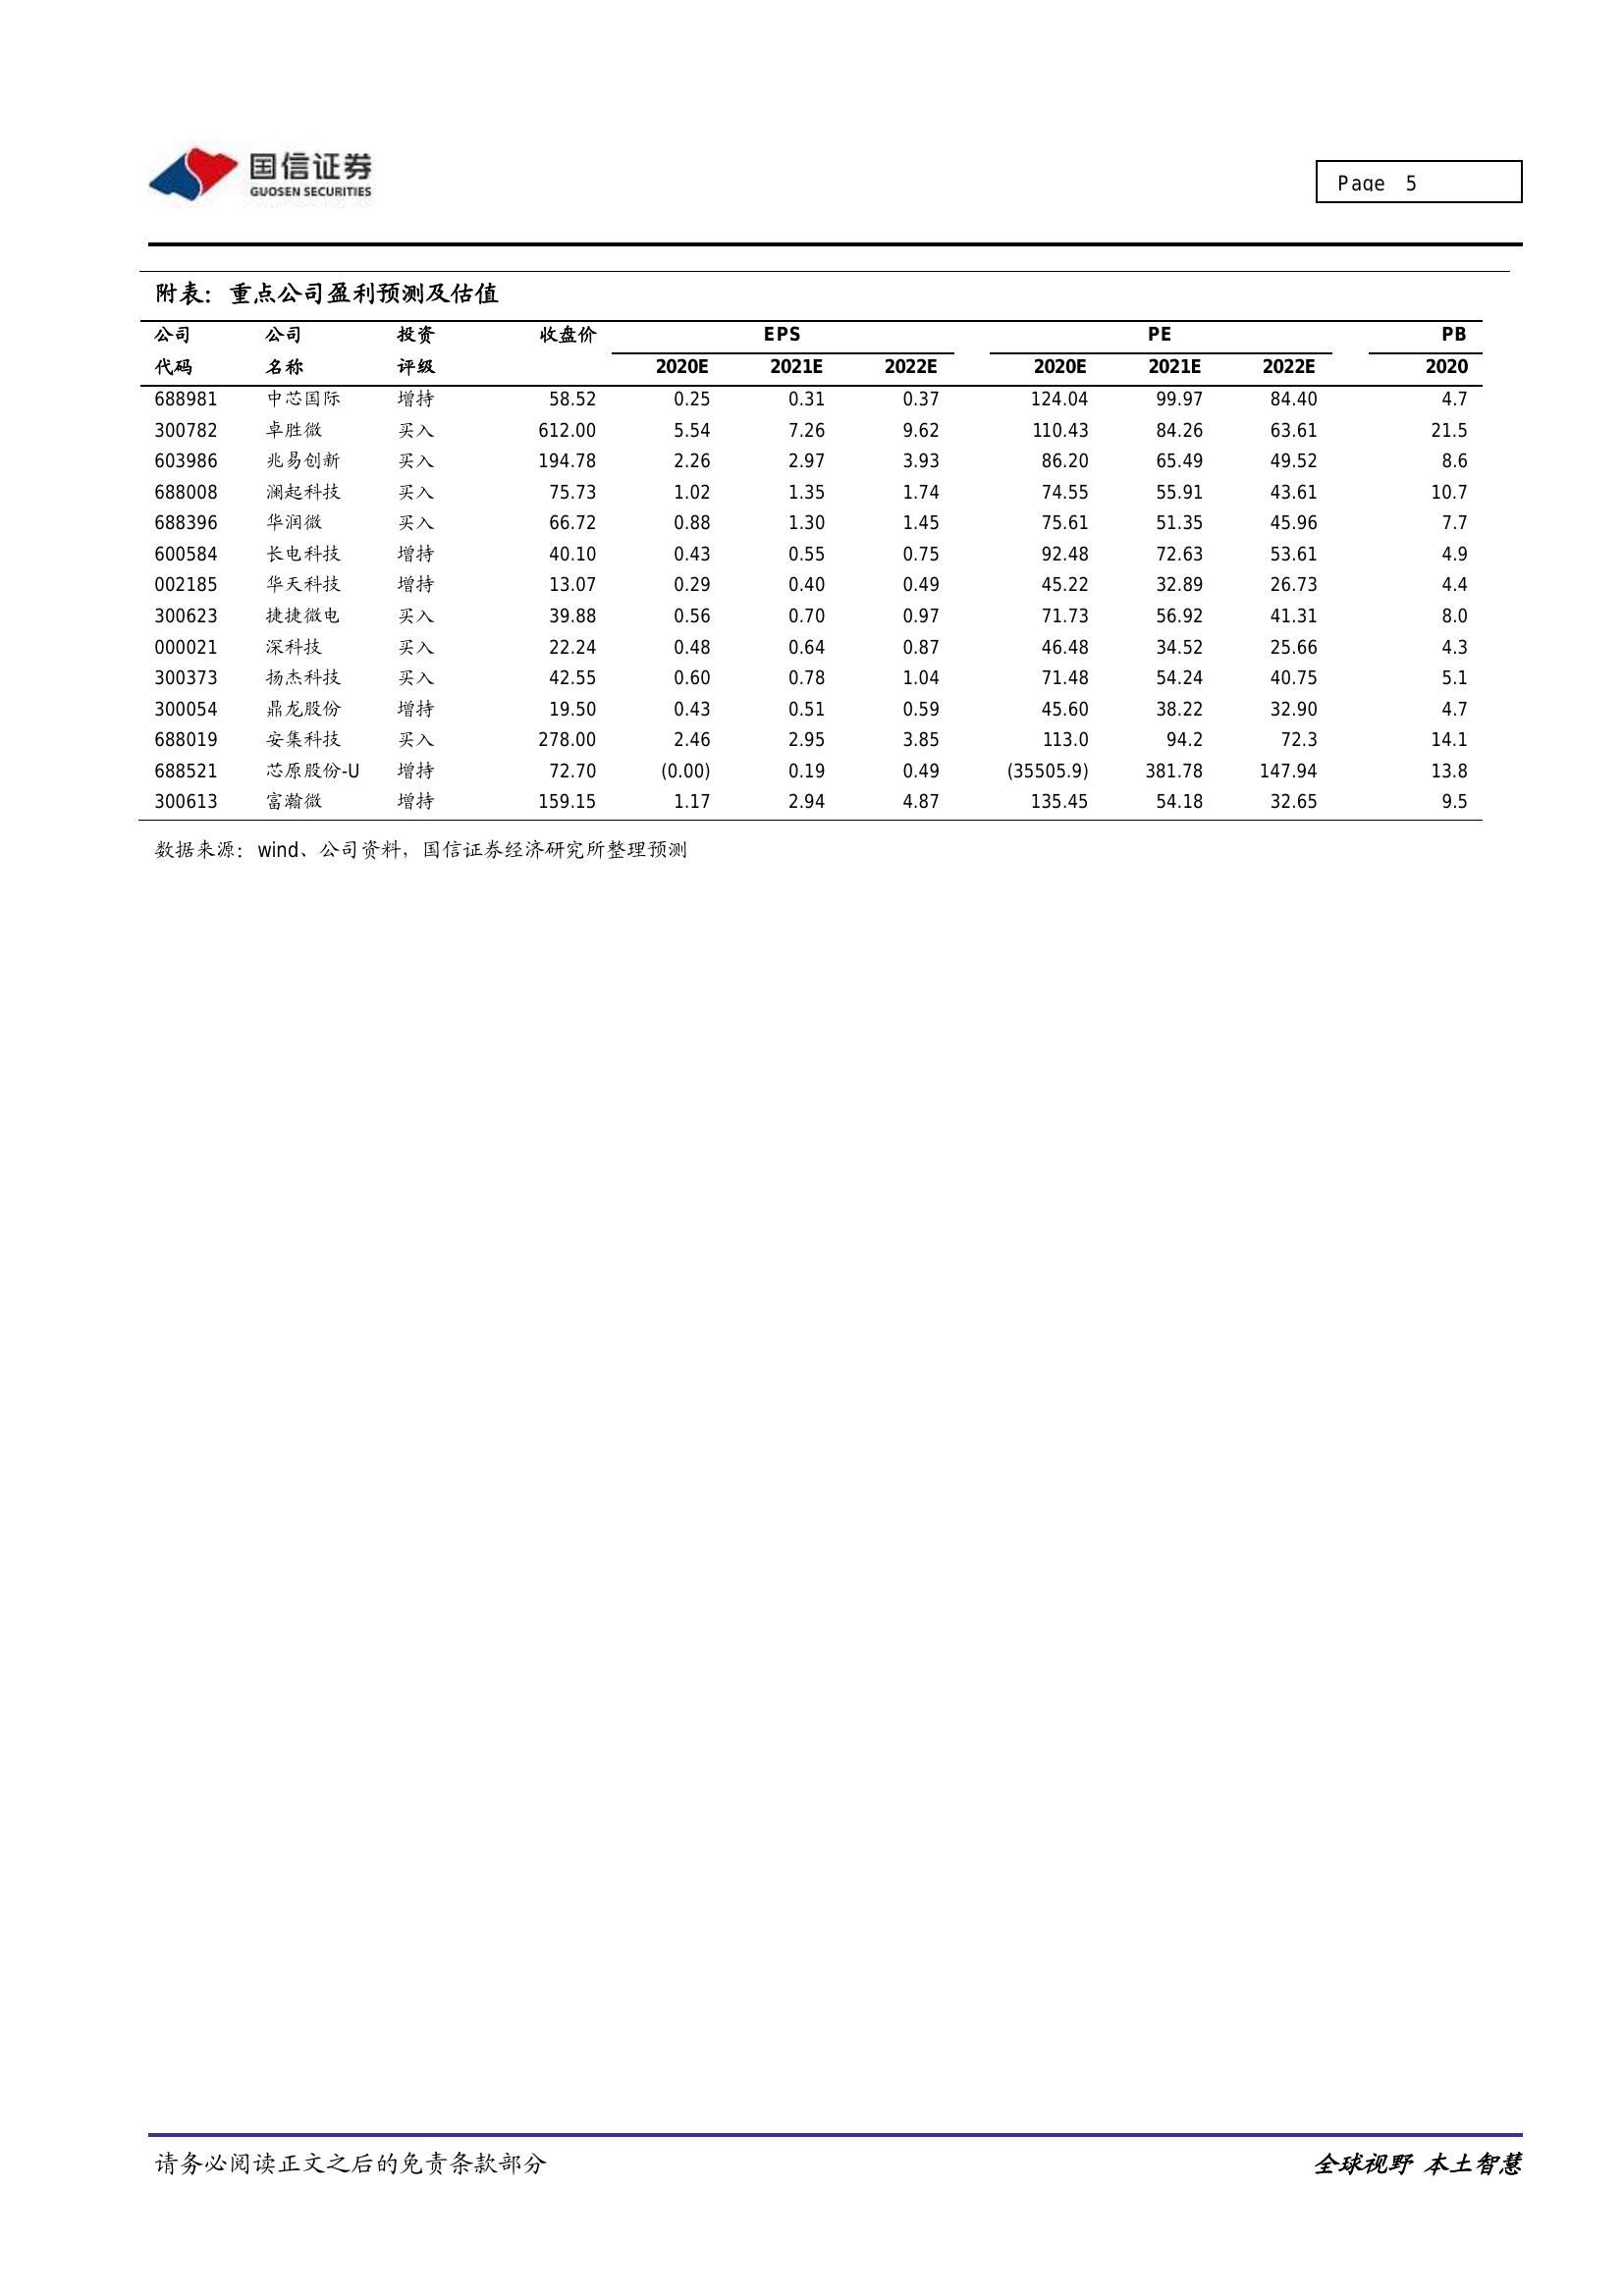 国信证券
GUOSEN SECURITIES
Page 5
附表：重点公司盈利预测及估值
公司 公司 投资 收盘价 EPS PE PB
代码 名称 评级 2020E 2021E 2022E 2020E 2021E 2022E 2020
688981 中芯国际 增持 58.52 0.25 0.31 0.37 124.04 99.97 84.40 4.7
300782 卓胜微 买入 612.00 5.54 7.26 9.62 110.43 84.26 63.61 21.5
603986 兆易创新 买入 194.78 2.26 2.97 3.93 86.20 65.49 49.52 8.6
688008 澜起科技 买入 75.73 1.02 1.35 1.74 74.55 55.91 43.61 10.7
688396 华润微 买入 66.72 0.88 1.30 1.45 75.61 51.35 45.96 7.7
600584 长电科技 增持 40.10 0.43 0.55 0.75 92.48 72.63 53.61 4.9
002185 华天科技 增持 13.07 0.29 0.40 0.49 45.22 32.89 26.73 4.4
300623 捷捷微电 买入 39.88 0.56 0.70 0.97 71.73 56.92 41.31 8.0
000021 深科技 买入 22.24 0.48 0.64 0.87 46.48 34.52 25.66 4.3
300373 扬杰科技 买入 42.55 0.60 0.78 1.04 71.48 54.24 40.75 5.1
300054 鼎龙股份 增持 19.50 0.43 0.51 0.59 45.60 38.22 32.90 4.7
688019 安集科技 买入 278.00 2.46 2.95 3.85 113.0 94.2 72.3 14.1
688521 芯原股份-U 增持 72.70 (0.00) 0.19 0.49 (35505.9) 381.78 147.94 13.8
300613 富瀚微 增持 159.15 1.17 2.94 4.87 135.45 54.18 32.65 9.5
数据来源：wind、公司资料，国信证券经济研究所整理预测
请务必阅读正文之后的免责条款部分 全球视野 本土智慧